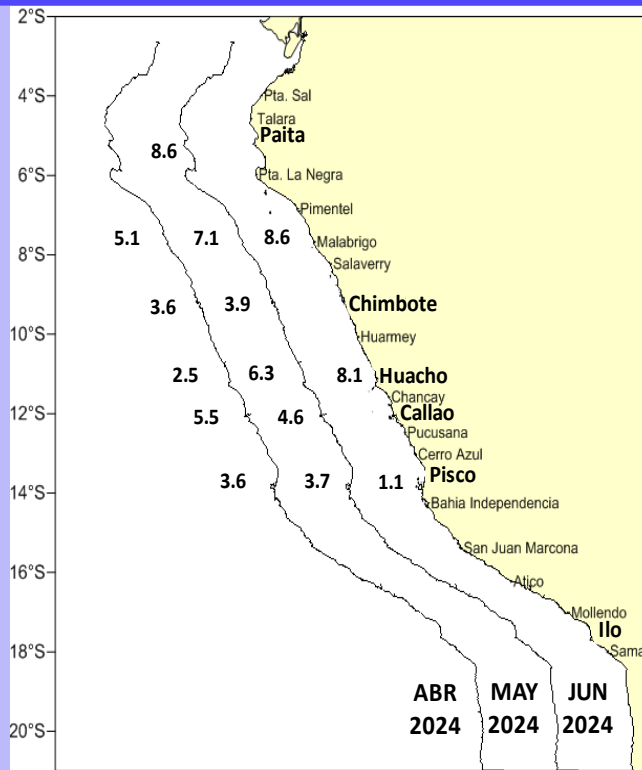 2°S
4°S
Pta. Sal
Talara
Paita
8.6
6°S
Pta. La Negra
Pimentel
5.1 7.1 8.6
Malabrigo
8°S
Salaverry
3.6 3.9
Chimbote
10°S
Huarmey
2.5 6.3 8.1
Huacho
Chancay
12°S
5.5 4.6
Callao
Pucusana
Cerro Azul
3.6 3.7 1.1
Pisco
14°S
Bahia Independencia
San Juan Marcona
16°S
Atico
Mollendo
Ilo
18°S
Sama
ABR MAY JUN
2024 2024 2024
20°S